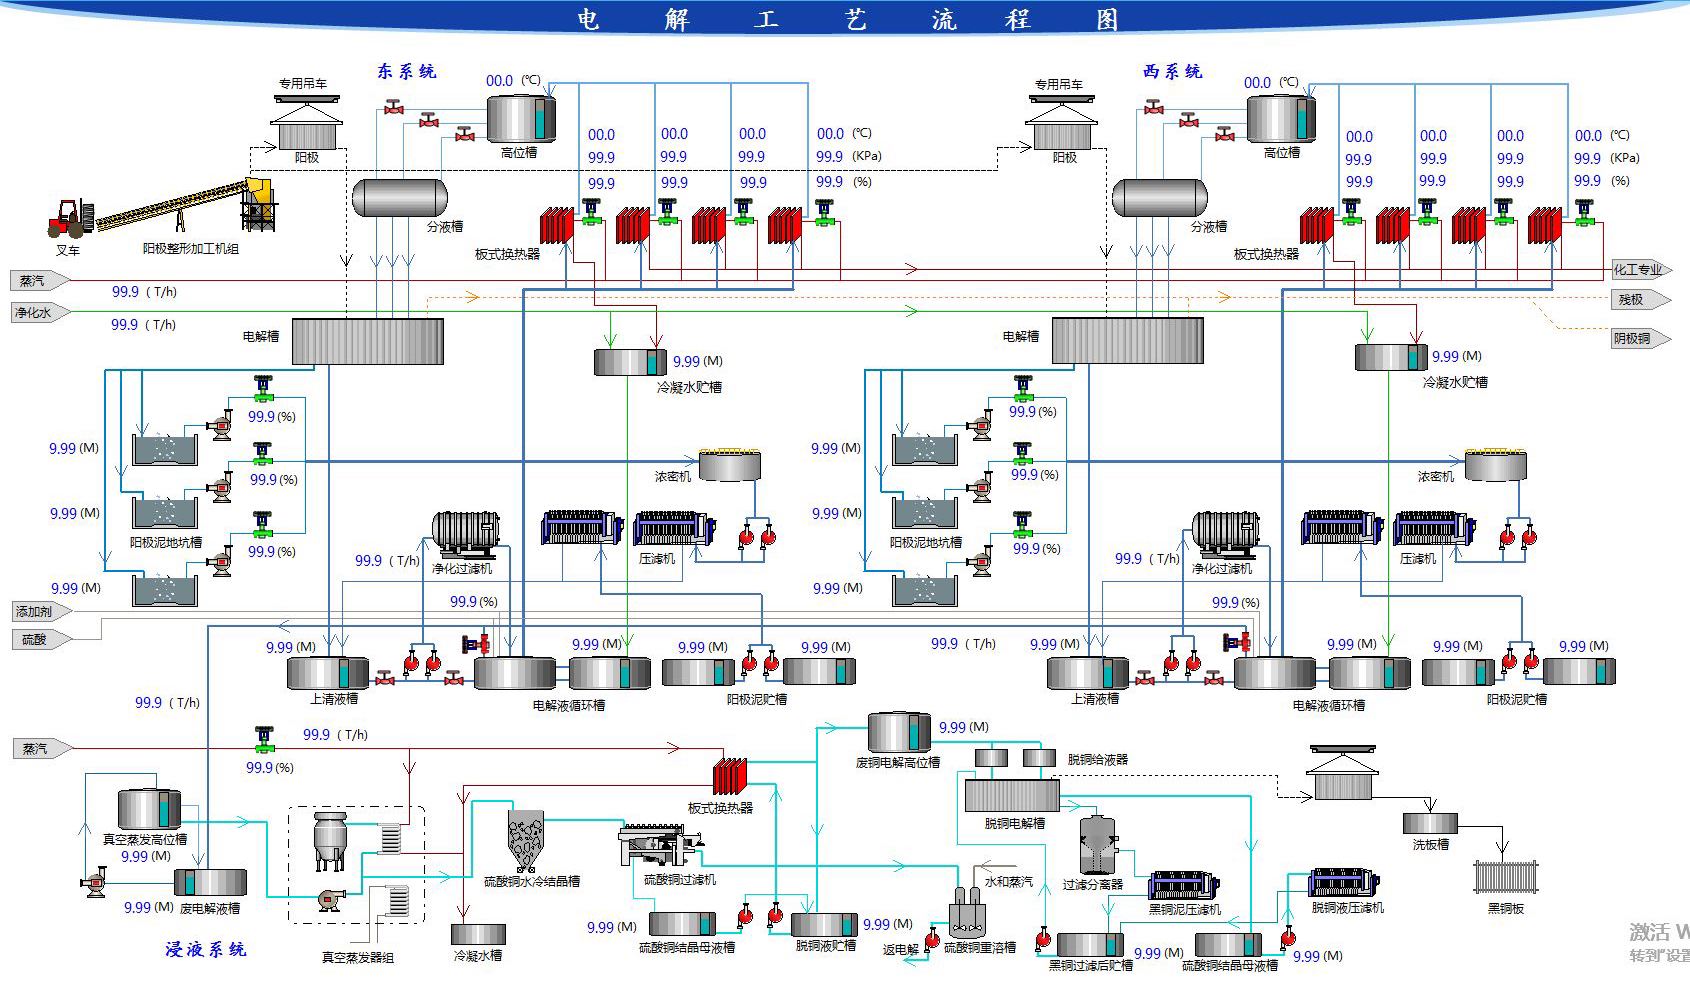 电解工艺流程图
东系统
西系统
00.0 (℃)
00.0 (℃)
专用吊车
专用吊车
高位槽
高位槽
阳极
阳极
00.0 00.0 00.0 00.0 (℃)
99.9 99.9 99.9 99.9 (KPa)
99.9 99.9 99.9 99.9 (%)
00.0 00.0 00.0 00.0 (℃)
99.9 99.9 99.9 99.9 (KPa)
99.9 99.9 99.9 99.9 (%)
叉车
阳极整形加工机组
分液槽
板式换热器
分液槽
板式换热器
蒸汽
99.9 ( T/h)
净化水
99.9 ( T/h)
化工专业
残极
阴极铜
电解槽
9.99 (M)
冷凝水贮槽
电解槽
9.99 (M)
冷凝水贮槽
99.9 (%)
9.99 (M)
99.9 (%)
9.99 (M)
阳极泥地坑槽
99.9 (%)
9.99 (M)
浓密机
99.9 ( T/h)
净化过滤机
压滤机
99.9 (%)
9.99 (M)
99.9 (%)
9.99 (M)
阳极泥地坑槽
99.9 (%)
9.99 (M)
99.9 (%)
浓密机
99.9 ( T/h)
净化过滤机
压滤机
99.9 (%)
添加剂
硫酸
9.99 (M)
9.99 (M)
9.99 (M)
9.99 (M)
99.9 ( T/h)
9.99 (M)
9.99 (M)
9.99 (M)
9.99 (M)
上清液槽
电解液循环槽
阳极泥贮槽
上清液槽
电解液循环槽
阳极泥贮槽
99.9 ( T/h)
蒸汽
99.9 ( T/h)
99.9 (%)
9.99 (M)
废铜电解高位槽
脱铜给液器
板式换热器
脱铜电解槽
真空蒸发高位槽
9.99 (M)
9.99 (M)
废电解液槽
浸液系统
真空蒸发器组
硫酸铜水冷结晶槽
冷凝水槽
硫酸铜过滤机
9.99 (M)
硫酸铜结晶母液槽
脱铜液贮槽
9.99 (M)
水和蒸汽
返电解
硫酸铜重溶槽
过滤分离器
黑铜泥压滤机
黑铜过滤后贮槽
9.99 (M)
脱铜液压滤机
硫酸铜结晶母液槽
9.99 (M)
洗板槽
黑铜板
激活 W
转到"设置